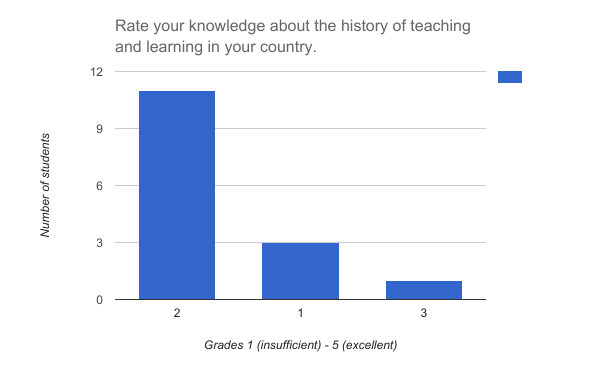 Rate your knowledge about the history of teaching
and learning in your country.
12
9
6
3
0
Number of students
2
1
3
Grades 1 (insufficient) - 5 (excellent)